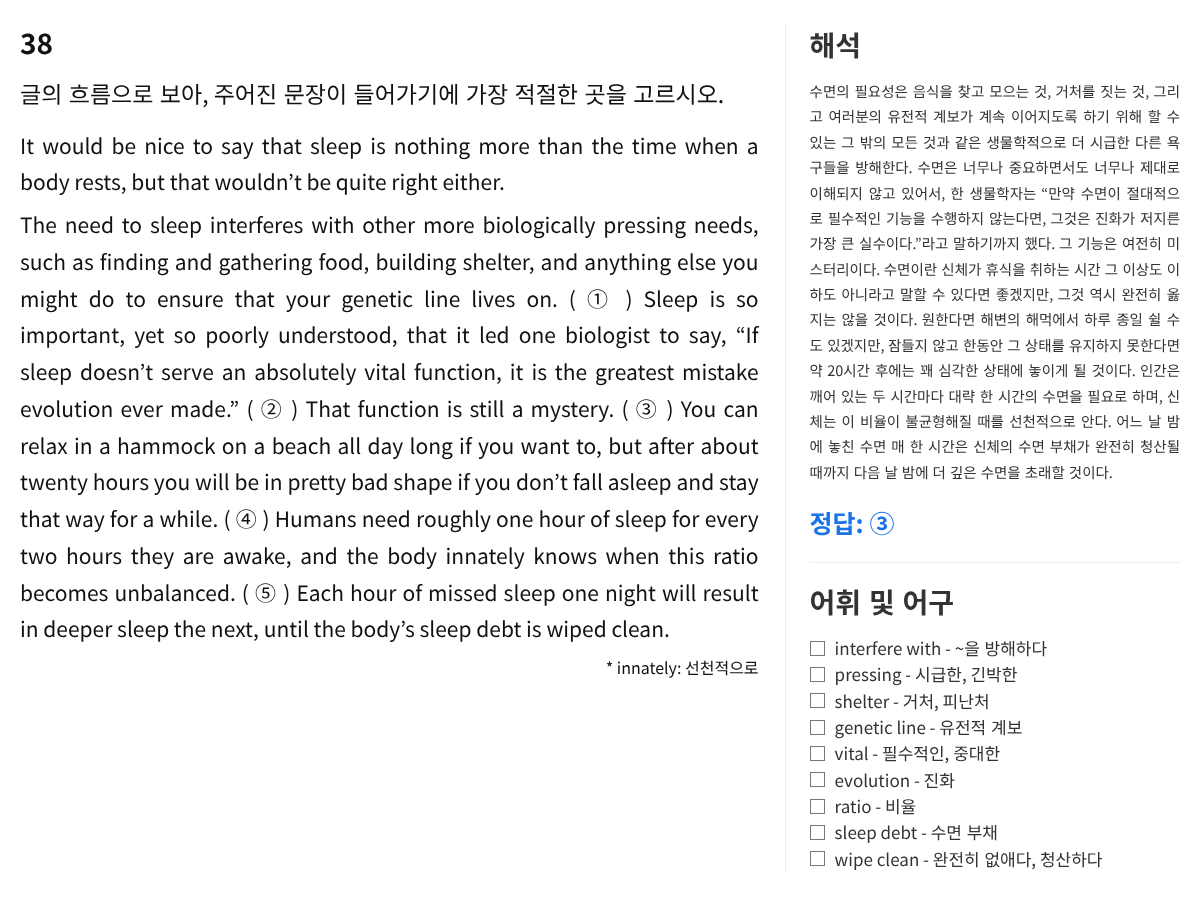 38
글의 흐름으로 보아, 주어진 문장이 들어가기에 가장 적절한 곳을 고르시오.
It would be nice to say that sleep is nothing more than the time when a
body rests, but that wouldn’t be quite right either.
The need to sleep interferes with other more biologically pressing needs,
such as finding and gathering food, building shelter, and anything else you
might do to ensure that your genetic line lives on. ( ① ) Sleep is so
important, yet so poorly understood, that it led one biologist to say, “If
sleep doesn’t serve an absolutely vital function, it is the greatest mistake
evolution ever made.” ( ② ) That function is still a mystery. ( ③ ) You can
relax in a hammock on a beach all day long if you want to, but after about
twenty hours you will be in pretty bad shape if you don’t fall asleep and stay
that way for a while. ( ④ ) Humans need roughly one hour of sleep for every
two hours they are awake, and the body innately knows when this ratio
becomes unbalanced. ( ⑤ ) Each hour of missed sleep one night will result
in deeper sleep the next, until the body’s sleep debt is wiped clean.
* innately: 선천적으로
해석
수면의 필요성은 음식을 찾고 모으는 것, 거처를 짓는 것, 그리
고 여러분의 유전적 계보가 계속 이어지도록 하기 위해 할 수
있는 그 밖의 모든 것과 같은 생물학적으로 더 시급한 다른 욕
구들을 방해한다. 수면은 너무나 중요하면서도 너무나 제대로
이해되지 않고 있어서, 한 생물학자는 “만약 수면이 절대적으
로 필수적인 기능을 수행하지 않는다면, 그것은 진화가 저지른
가장 큰 실수이다.”라고 말하기까지 했다. 그 기능은 여전히 미
스터리이다. 수면이란 신체가 휴식을 취하는 시간 그 이상도 이
하도 아니라고 말할 수 있다면 좋겠지만, 그것 역시 완전히 옳
지는 않을 것이다. 원한다면 해변의 해먹에서 하루 종일 쉴 수
도 있겠지만, 잠들지 않고 한동안 그 상태를 유지하지 못한다면
약 20시간 후에는 꽤 심각한 상태에 놓이게 될 것이다. 인간은
깨어 있는 두 시간마다 대략 한 시간의 수면을 필요로 하며, 신
체는 이 비율이 불균형해질 때를 선천적으로 안다. 어느 날 밤
에 놓친 수면 매 한 시간은 신체의 수면 부채가 완전히 청산될
때까지 다음 날 밤에 더 깊은 수면을 초래할 것이다.
정답: ③
어휘 및 어구
☐ interfere with - ~을 방해하다
☐ pressing - 시급한, 긴박한
☐ shelter - 거처, 피난처
☐ genetic line - 유전적 계보
☐ vital - 필수적인, 중대한
☐ evolution - 진화
☐ ratio - 비율
☐ sleep debt - 수면 부채
☐ wipe clean - 완전히 없애다, 청산하다